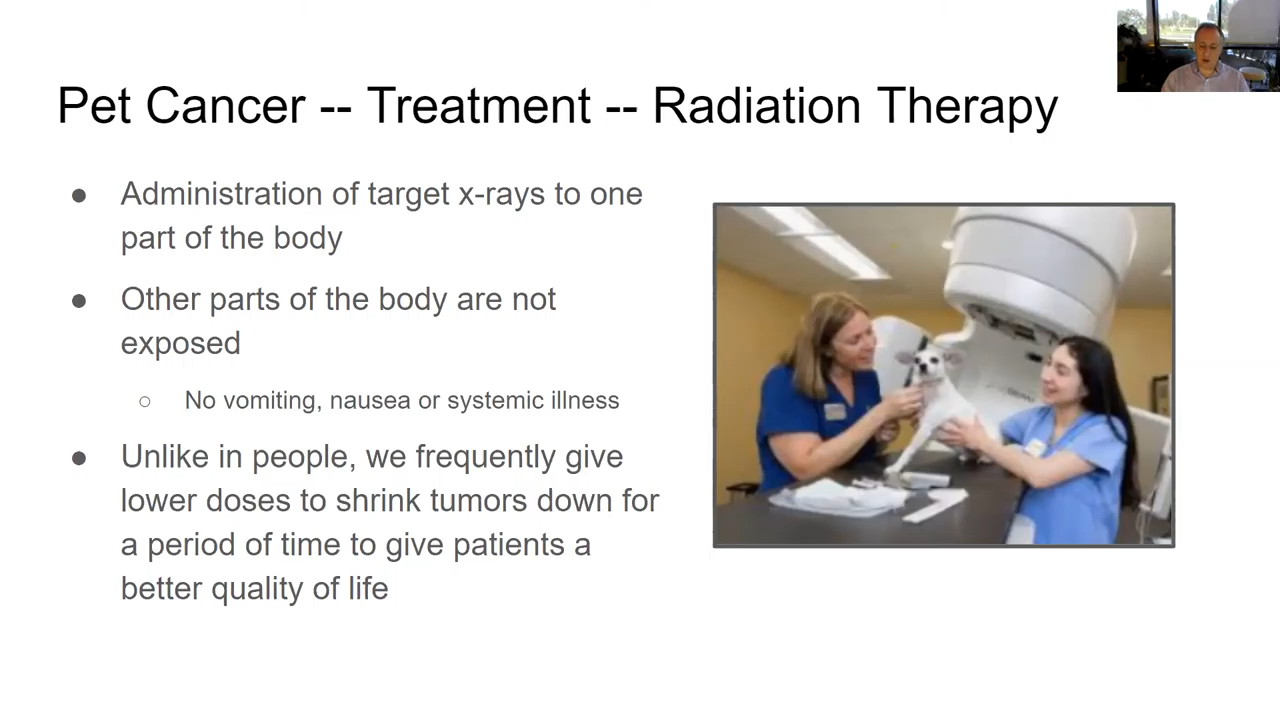 Pet Cancer -- Treatment -- Radiation Therapy
● Administration of target x-rays to one
part of the body
● Other parts of the body are not
exposed
○ No vomiting, nausea or systemic illness
● Unlike in people, we frequently give
lower doses to shrink tumors down for
a period of time to give patients a
better quality of life